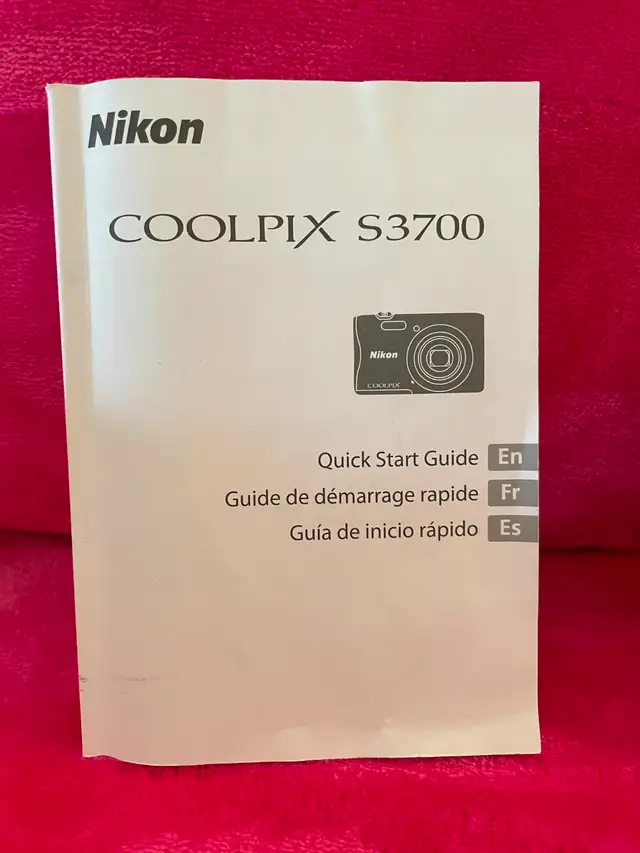 Nikon
COOLPIX S3700
Nikon
COOLPIX
Quick Start Guide En
Guide de démarrage rapide Fr
Guía de inicio rápido Es